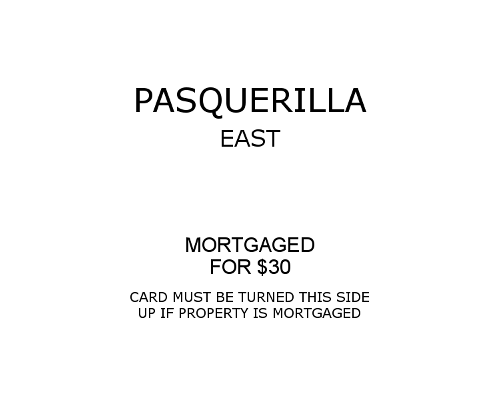 PASQUERILLA
EAST
MORTGAGED
FOR $30
CARD MUST BE TURNED THIS SIDE
UP IF PROPERTY IS MORTGAGED